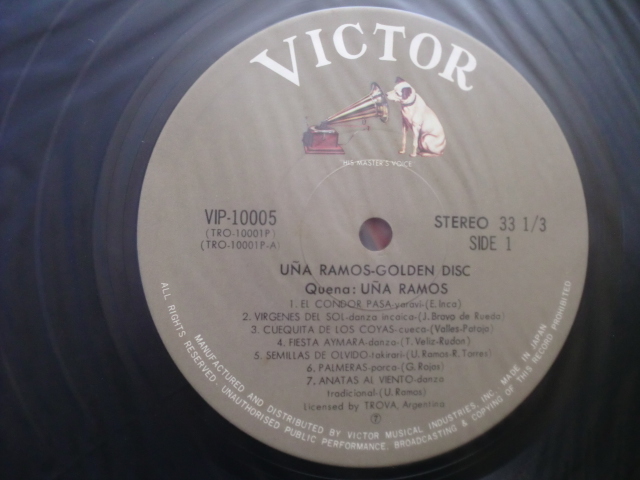 VICTOR
HIS MASTER'S VOICE
VIP-10005
(TRO-10001P)
(TRO-10001P-A)
STEREO 33 1/3
SIDE 1
UÑA RAMOS-GOLDEN DISC
Quena: UÑA RAMOS
1. EL CONDOR PASA-yaravi-(E. Inca)
2. VIRGENES DEL SOL-danza incaica-(J. Bravo de Rueda)
3. CUEQUITA DE LOS COYAS-cueca-(Valles-Potojo)
4. FIESTA AYMARA-danza-(T. Veliz-Rudon)
5. SEMILLAS DE OLVIDO-takirari-(U. Ramos-R. Torres)
6. PALMERAS-parca-(G. Rojas)
7. ANATAS AL VIENTO-danza
tradicional-(U. Ramos)
Licensed by TROVA, Argentina
7
MANUFACTURED AND DISTRIBUTED BY VICTOR MUSICAL INDUSTRIES, INC. MADE IN JAPAN
ALL RIGHTS RESERVED · UNAUTHORISED PUBLIC PERFORMANCE, BROADCASTING & COPYING OF THIS RECORD PROHIBITED